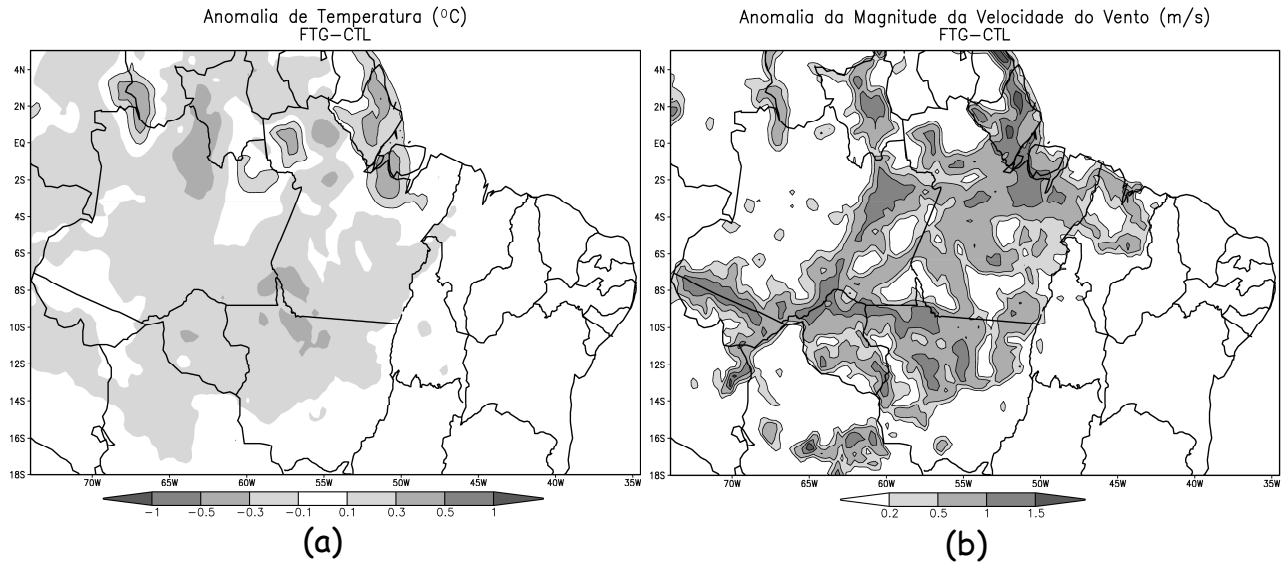 Anomalia de Temperatura (ºC)
FTG-CTL
4N
2N
EQ
2S
4S
6S
8S
10S
12S
14S
16S
18S
70W
65W
60W
55W
50W
45W
40W
35W
-1
-0.5
-0.3
-0.1
0.1
0.3
0.5
1
(a)
Anomalia da Magnitude da Velocidade do Vento (m/s)
FTG-CTL
4N
2N
EQ
2S
4S
6S
8S
10S
12S
14S
16S
18S
70W
65W
60W
55W
50W
45W
40W
35W
0.2
0.5
1
1.5
(b)